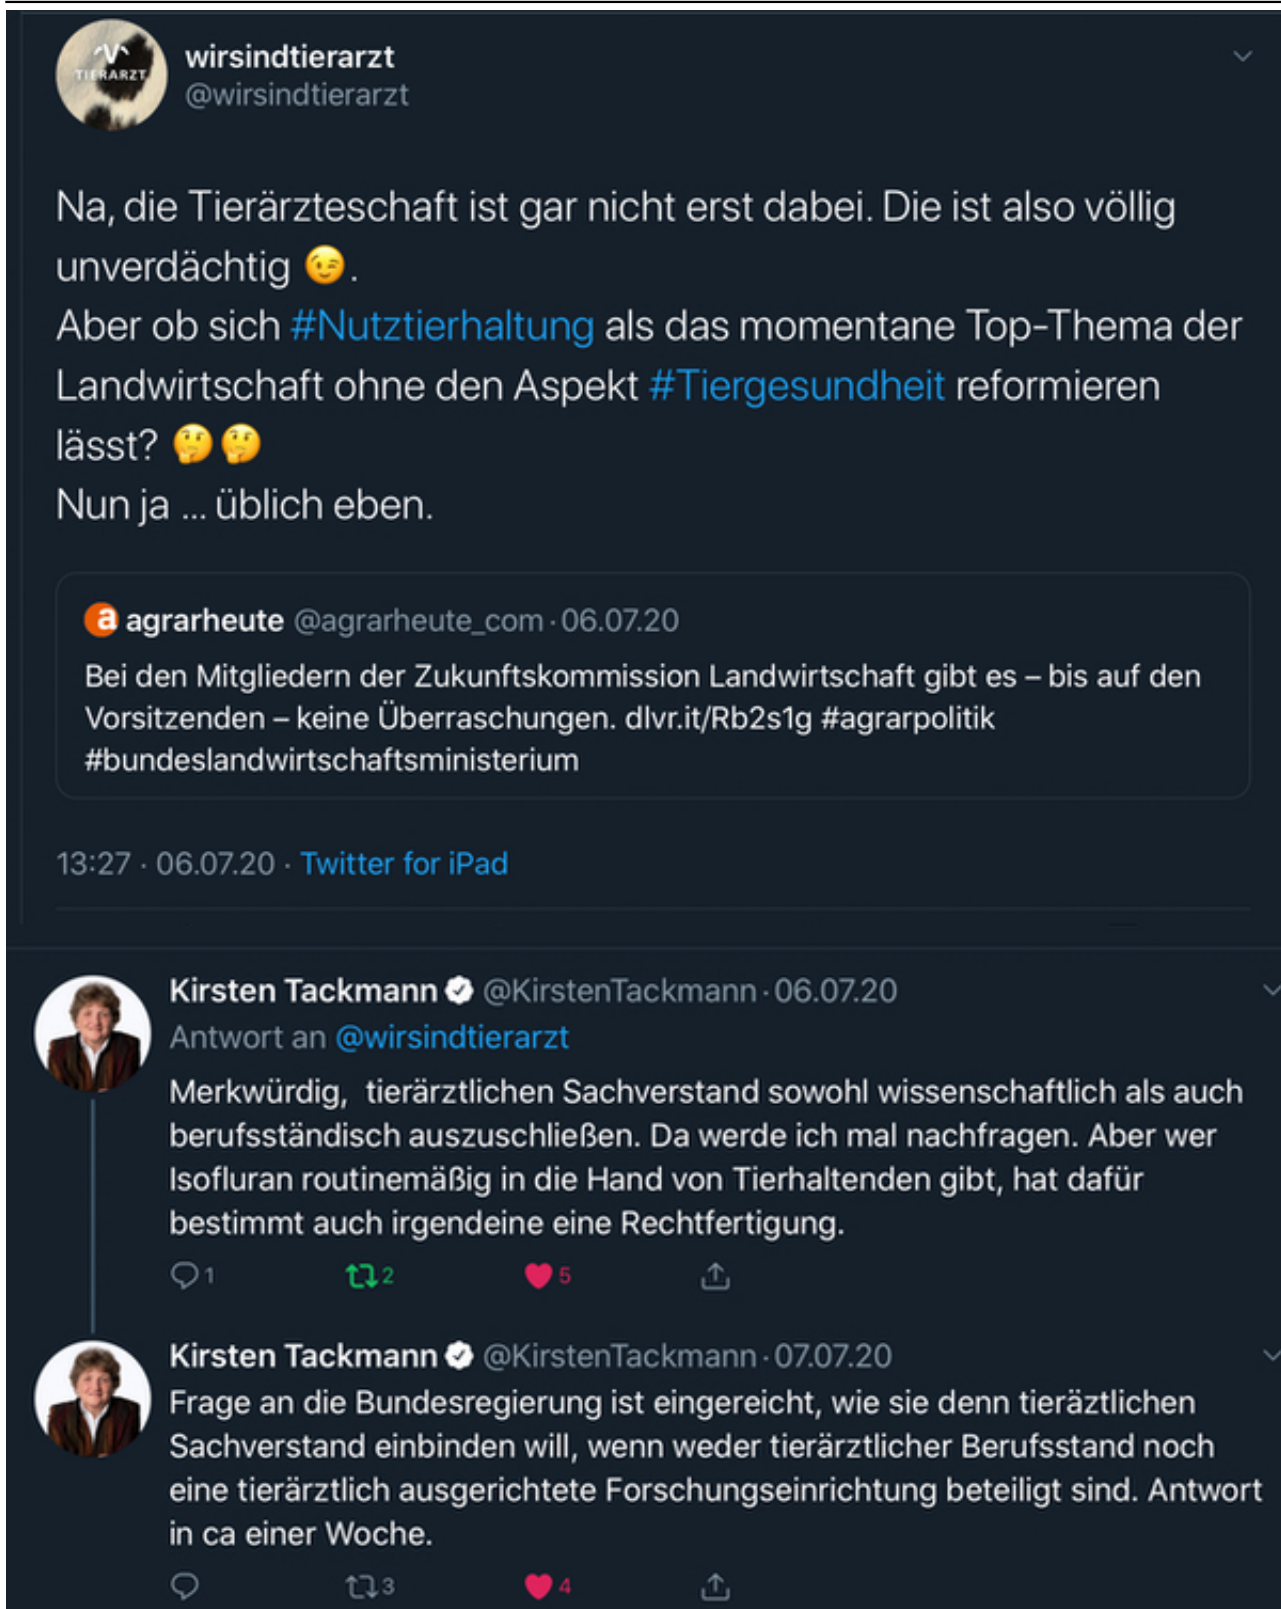 TIERARZT
wirsindtierarzt
@wirsindtierarzt
Na, die Tierärzteschaft ist gar nicht erst dabei. Die ist also völlig
unverdächtig 😉.
Aber ob sich #Nutztierhaltung als das momentane Top-Thema der
Landwirtschaft ohne den Aspekt #Tiergesundheit reformieren
lässt? 🤔🤔
Nun ja ... üblich eben.
a agrarheute @agrarheute_com · 06.07.20
Bei den Mitgliedern der Zukunftskommission Landwirtschaft gibt es – bis auf den
Vorsitzenden – keine Überraschungen. dlvr.it/Rb2s1g #agrarpolitik
#bundeslandwirtschaftsministerium
13:27 · 06.07.20 · Twitter for iPad
Kirsten Tackmann @KirstenTackmann · 06.07.20
Antwort an @wirsindtierarzt
Merkwürdig,  tierärztlichen Sachverstand sowohl wissenschaftlich als auch
berufsständisch auszuschließen. Da werde ich mal nachfragen. Aber wer
Isofluran routinemäßig in die Hand von Tierhaltenden gibt, hat dafür
bestimmt auch irgendeine eine Rechtfertigung.
1 2 5
Kirsten Tackmann @KirstenTackmann · 07.07.20
Frage an die Bundesregierung ist eingereicht, wie sie denn tieräztlichen
Sachverstand einbinden will, wenn weder tierärztlicher Berufsstand noch
eine tierärztlich ausgerichtete Forschungseinrichtung beteiligt sind. Antwort
in ca einer Woche.
3 4